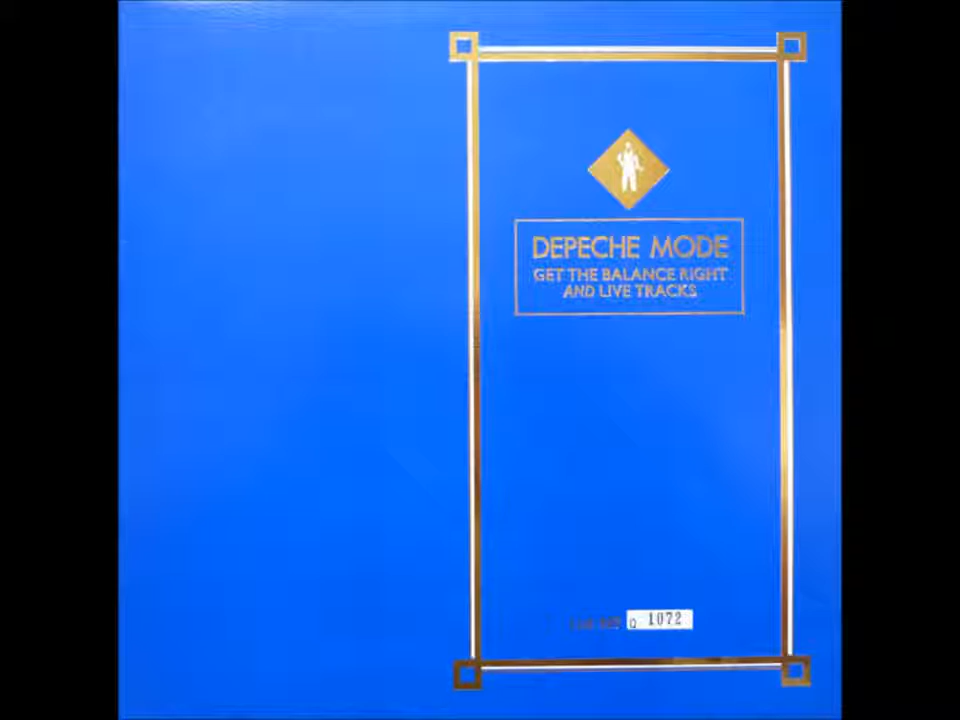 DEPECHE MODE
GET THE BALANCE RIGHT
AND LIVE TRACKS
Q 1072